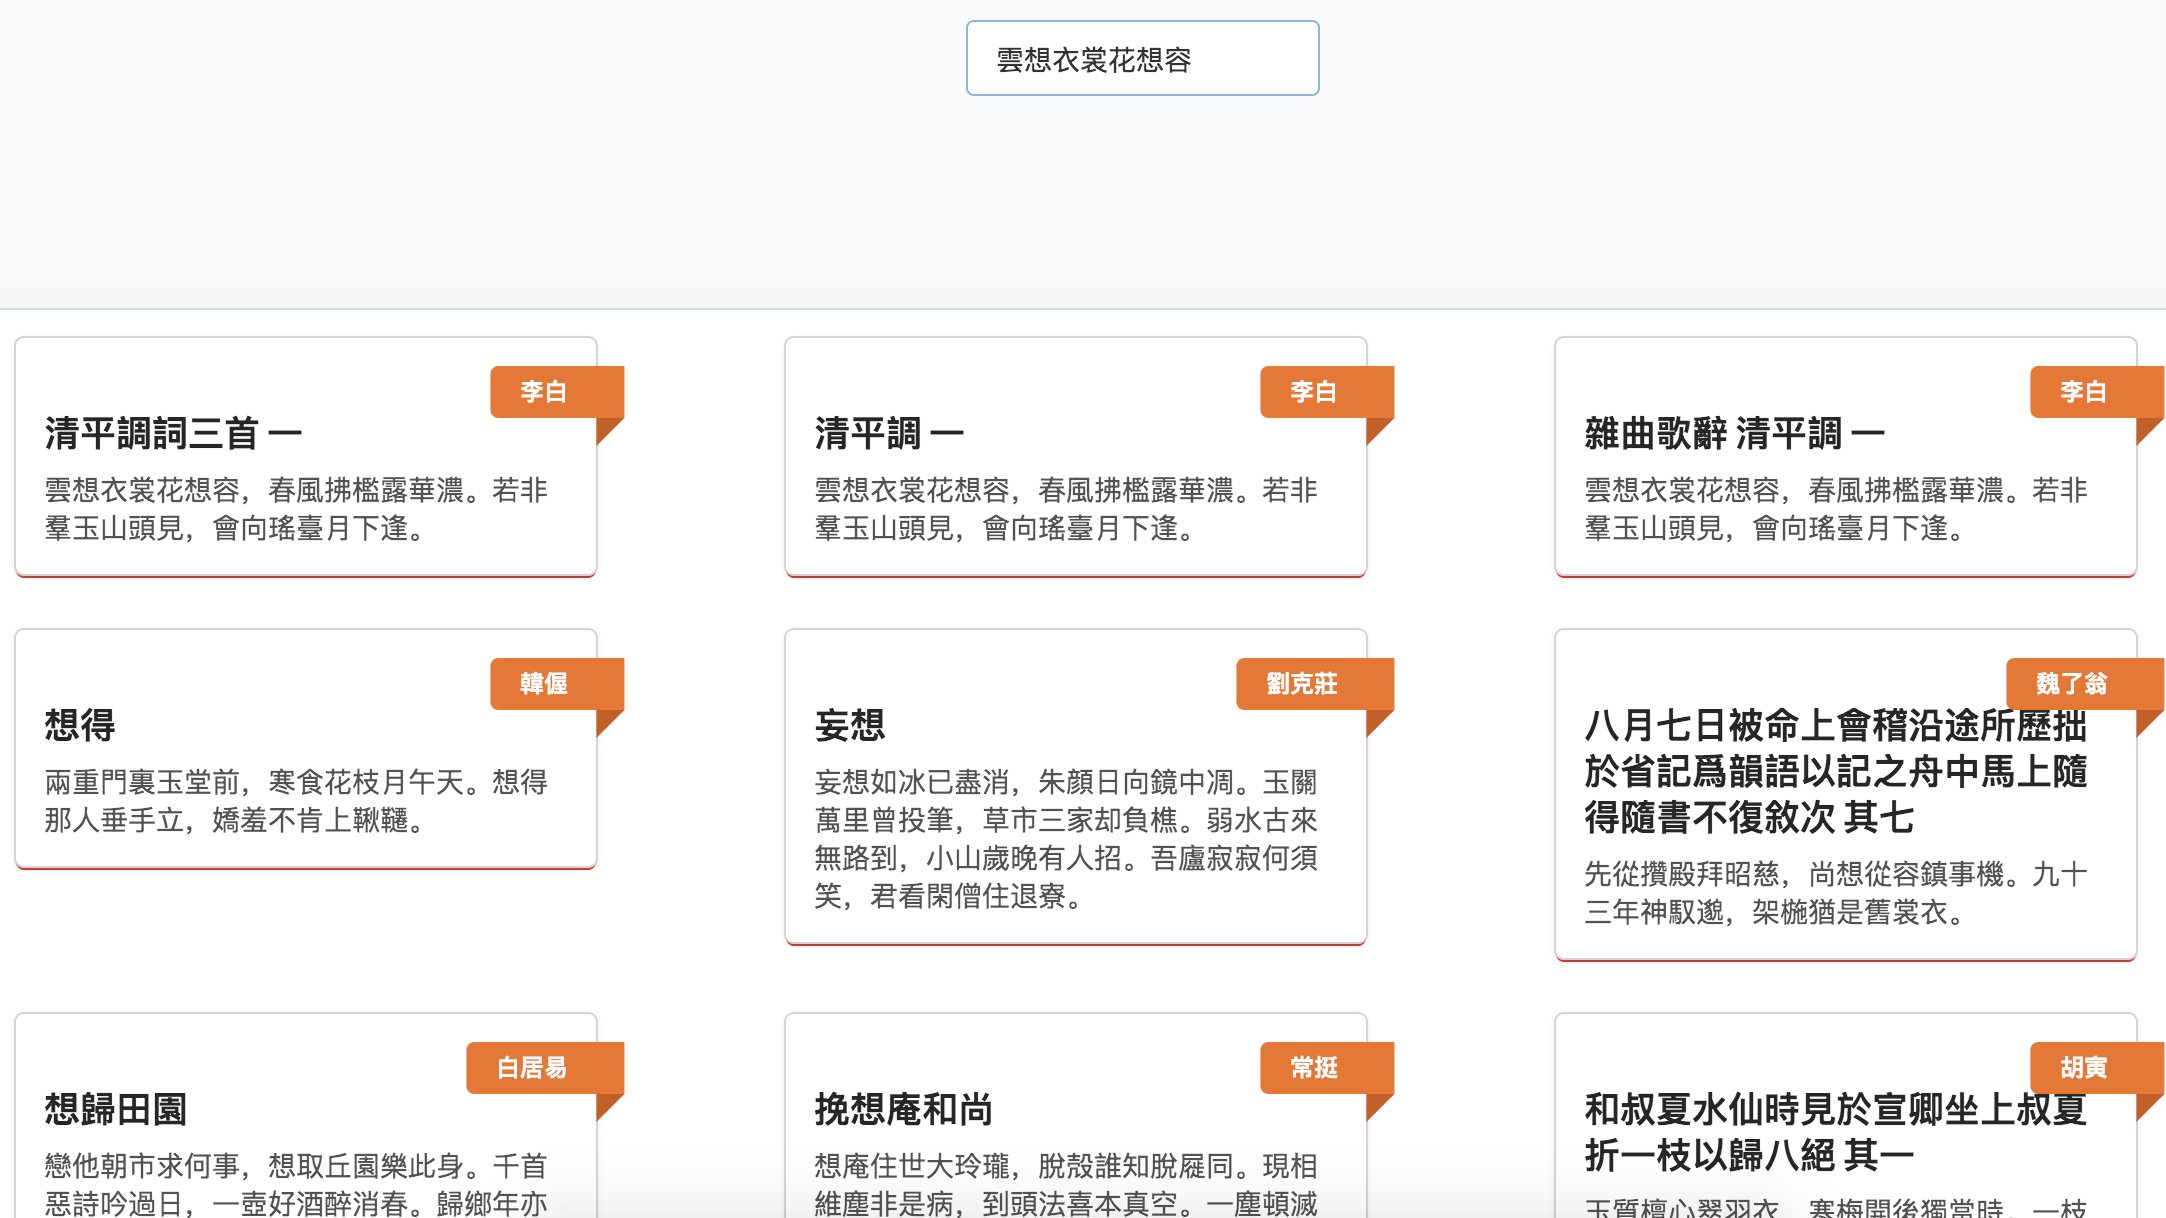 雲想衣裳花想容
李白
清平調詞三首 一
雲想衣裳花想容，春風拂檻露華濃。若非
羣玉山頭見，會向瑤臺月下逢。
李白
清平調 一
雲想衣裳花想容，春風拂檻露華濃。若非
羣玉山頭見，會向瑤臺月下逢。
李白
雜曲歌辭 清平調 一
雲想衣裳花想容，春風拂檻露華濃。若非
羣玉山頭見，會向瑤臺月下逢。
韓偓
想得
兩重門裏玉堂前，寒食花枝月午天。想得
那人垂手立，嬌羞不肯上鞦韆。
劉克莊
妄想
妄想如冰已盡消，朱顔日向鏡中凋。玉關
萬里曾投筆，草市三家却負樵。弱水古來
無路到，小山歲晚有人招。吾廬寂寂何須
笑，君看閑僧住退寮。
魏了翁
八月七日被命上會稽沿途所歷拙
於省記爲韻語以記之舟中馬上隨
得隨書不復敘次 其七
先從攢殿拜昭慈，尚想從容鎮事機。九十
三年神馭邈，架椸猶是舊裳衣。
白居易
想歸田園
戀他朝市求何事，想取丘園樂此身。千首
惡詩吟過日，一壺好酒醉消春。歸鄉年亦
常挺
挽想庵和尚
想庵住世大玲瓏，脫殼誰知脫屣同。現相
維塵非是病，到頭法喜本真空。一塵頓滅
胡寅
和叔夏水仙時見於宣卿坐上叔夏
折一枝以歸八絕 其一
玉質檀心翠羽衣，寒梅開後獨當時。一枝